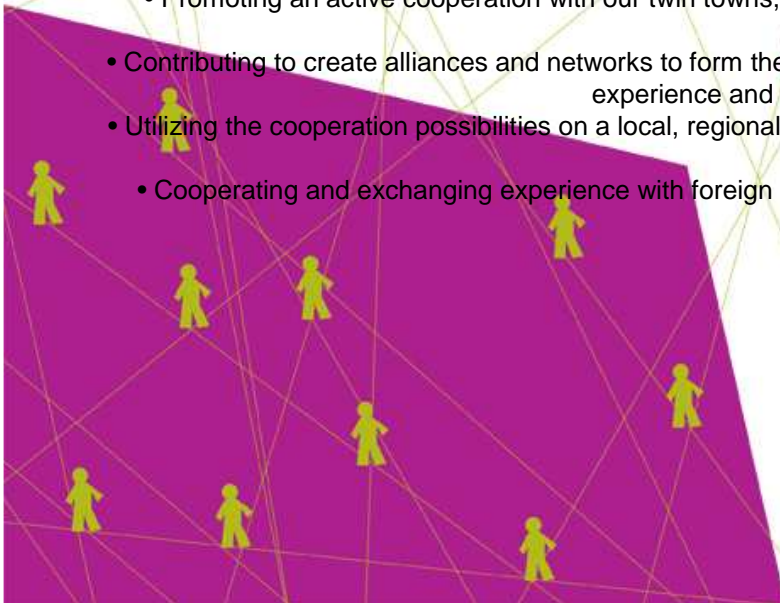 • Promoting an active cooperation with our twin towns,
• Contributing to create alliances and networks to form the
experience and
• Utilizing the cooperation possibilities on a local, regional
• Cooperating and exchanging experience with foreign